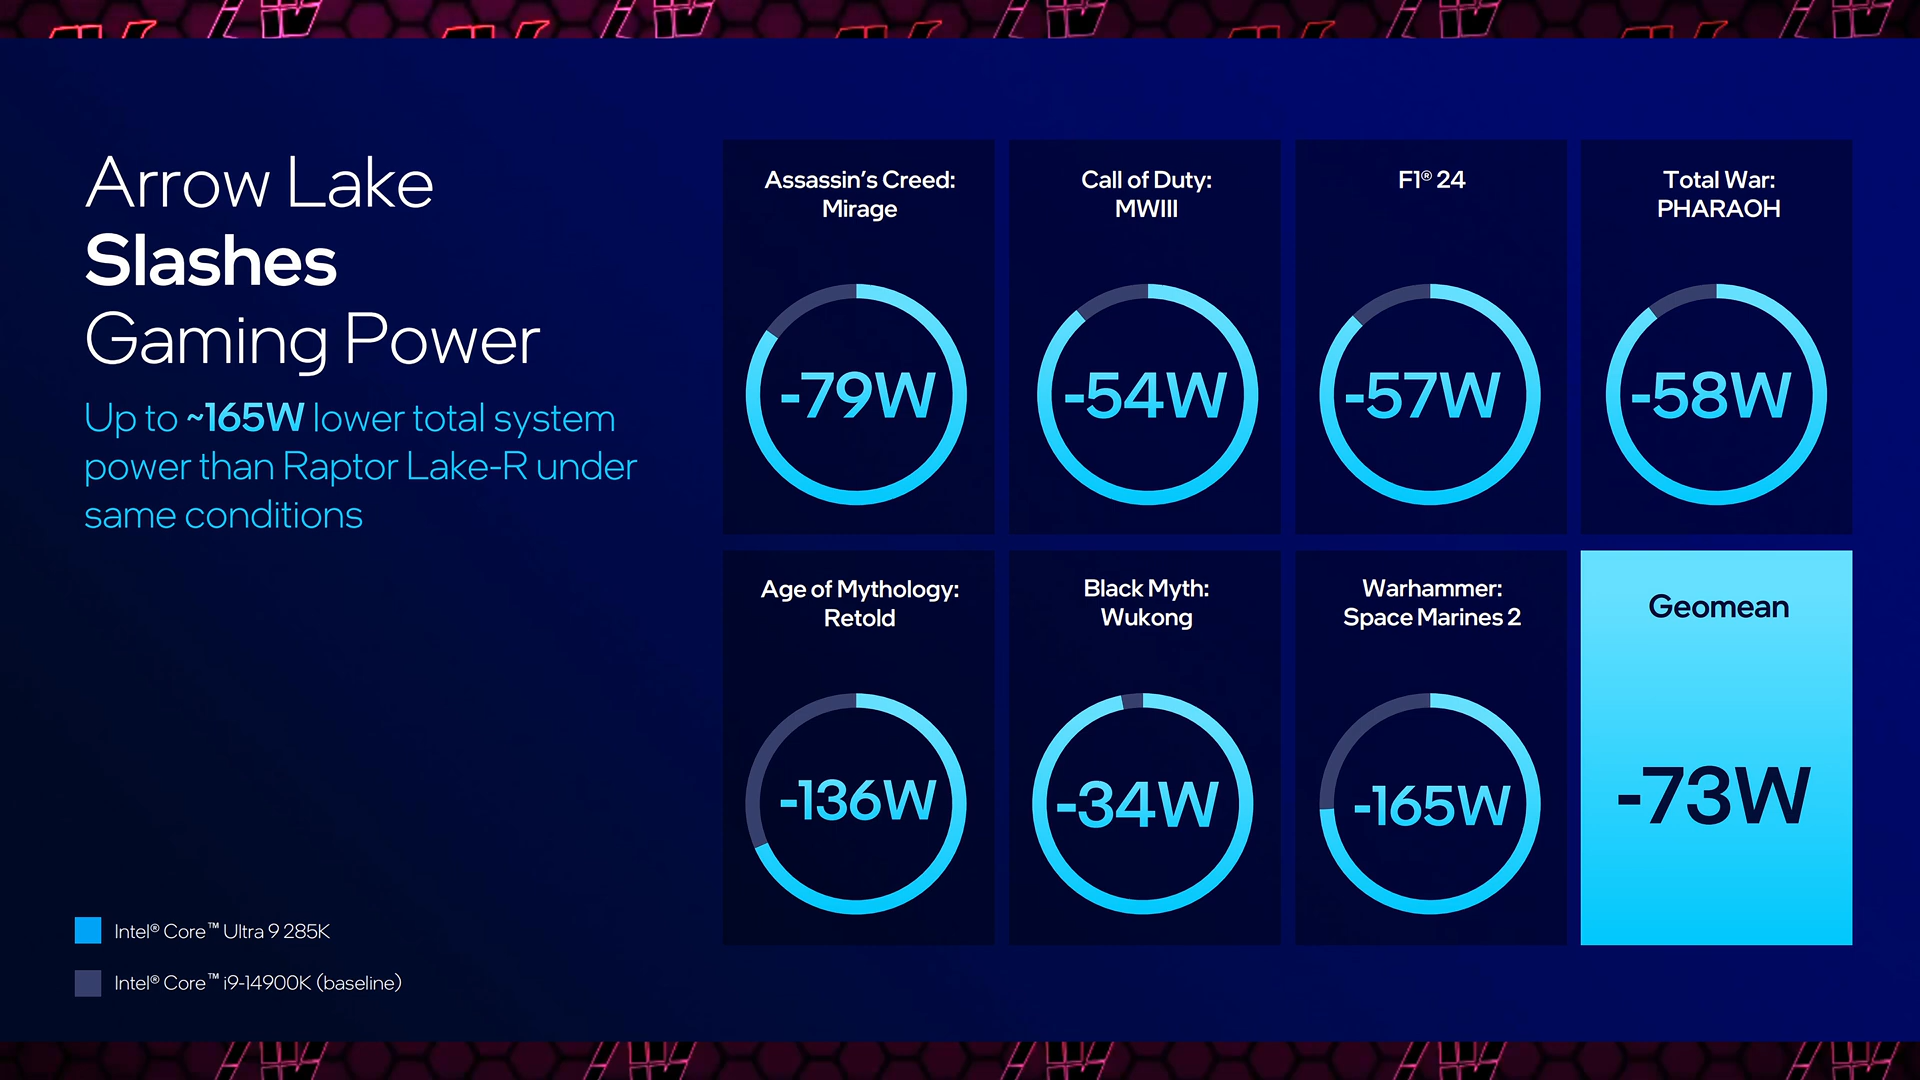 Arrow Lake
Slashes
Gaming Power
Up to ~165W lower total system
power than Raptor Lake-R under
same conditions
Intel® Core™ Ultra 9 285K
Intel® Core™ i9-14900K (baseline)
Assassin's Creed:
Mirage
-79W
Call of Duty:
MWIII
-54W
F1® 24
-57W
Total War:
PHARAOH
-58W
Age of Mythology:
Retold
-136W
Black Myth:
Wukong
-34W
Warhammer:
Space Marines 2
-165W
Geomean
-73W